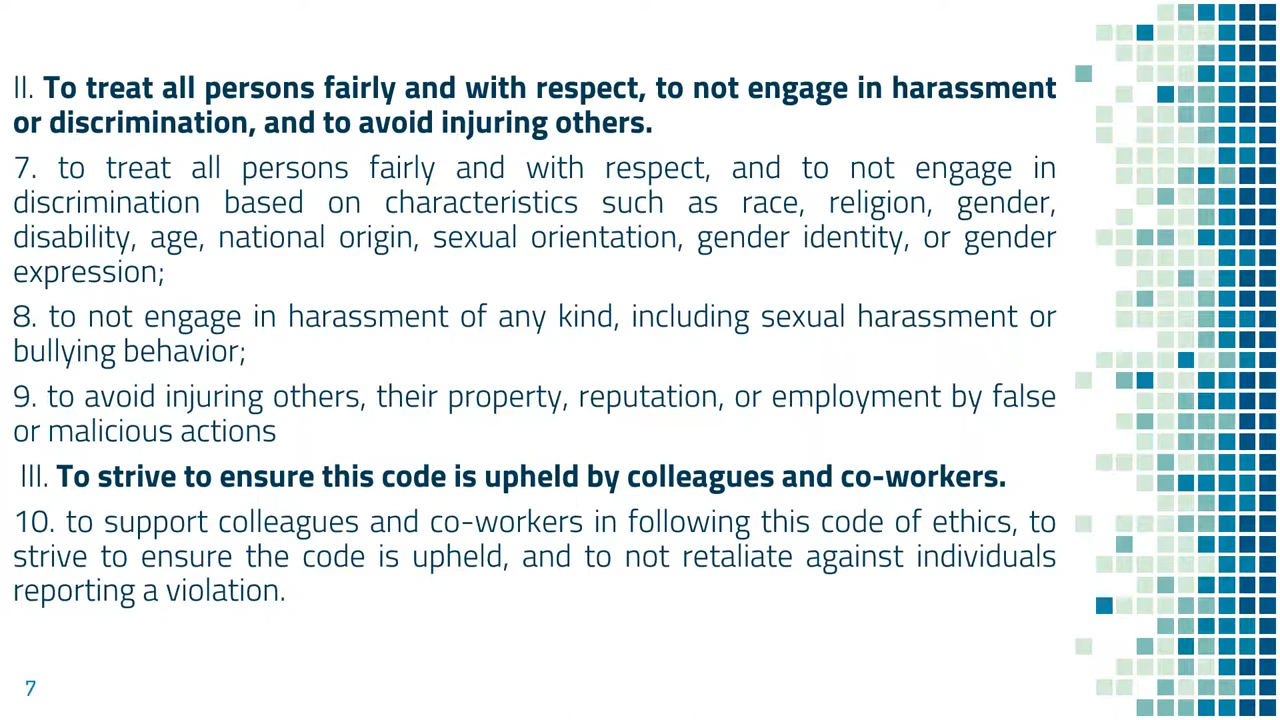 II. To treat all persons fairly and with respect, to not engage in harassment
or discrimination, and to avoid injuring others.
7. to treat all persons fairly and with respect, and to not engage in
discrimination based on characteristics such as race, religion, gender,
disability, age, national origin, sexual orientation, gender identity, or gender
expression;
8. to not engage in harassment of any kind, including sexual harassment or
bullying behavior;
9. to avoid injuring others, their property, reputation, or employment by false
or malicious actions
III. To strive to ensure this code is upheld by colleagues and co-workers.
10. to support colleagues and co-workers in following this code of ethics, to
strive to ensure the code is upheld, and to not retaliate against individuals
reporting a violation.
7